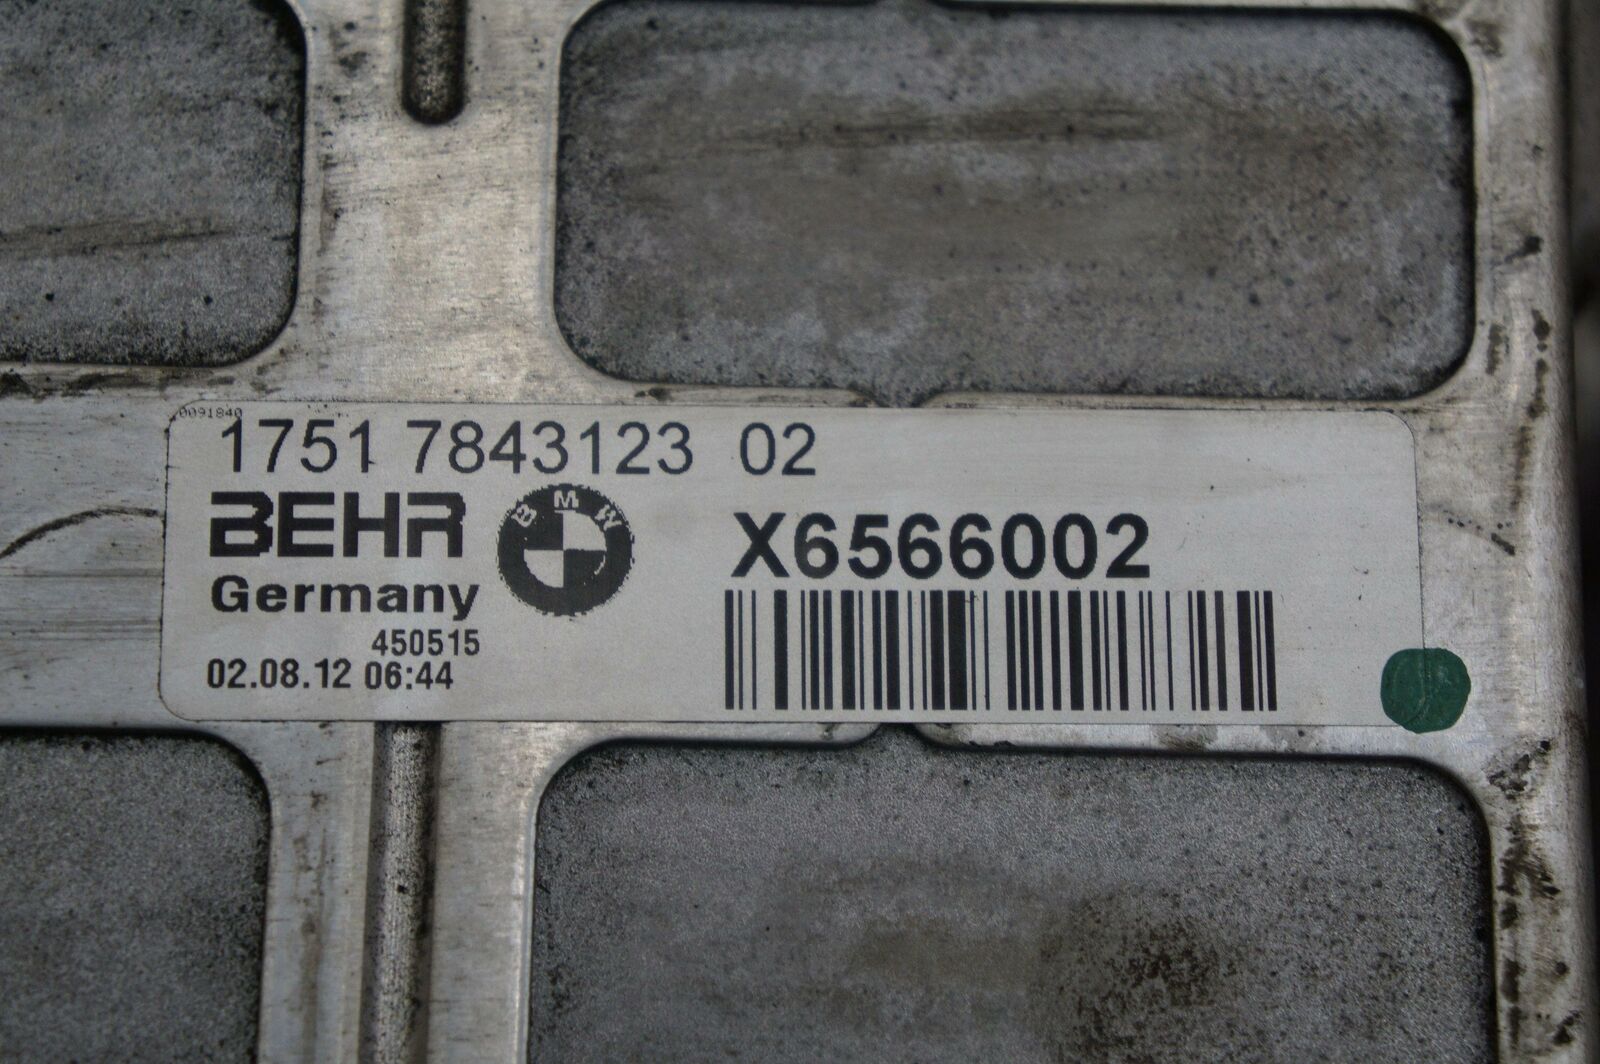 0091840
1751 7843123 02
BEHR
BMW
X6566002
Germany
450515
02.08.12 06:44